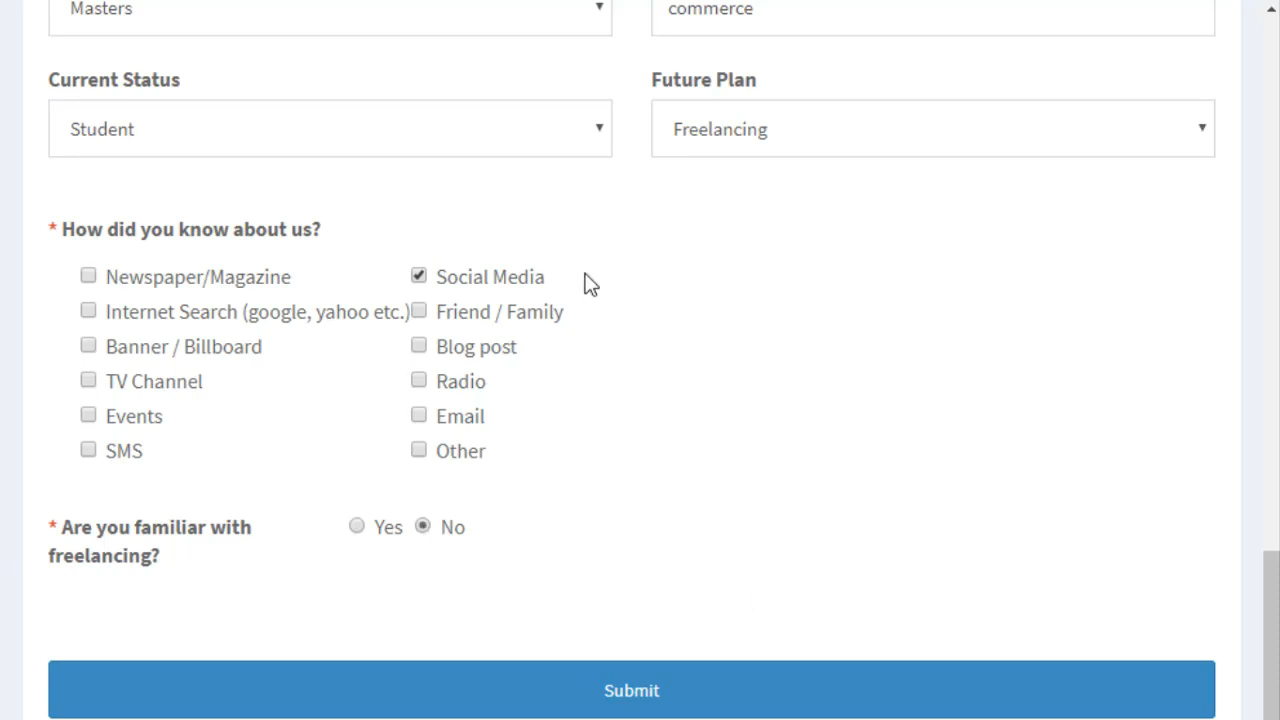 Masters commerce
Current Status Future Plan
Student Freelancing
* How did you know about us?
Newspaper/Magazine Social Media
Internet Search (google, yahoo etc.) Friend / Family
Banner / Billboard Blog post
TV Channel Radio
Events Email
SMS Other
* Are you familiar with Yes No
freelancing?
Submit